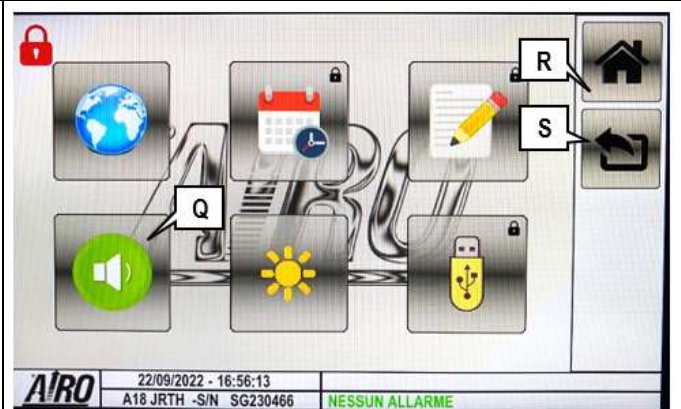 R
S
Q
AIRO
AIRO
22/09/2022 - 16:56:13
A18 JRTH -S/N SG230466
NESSUN ALLARME